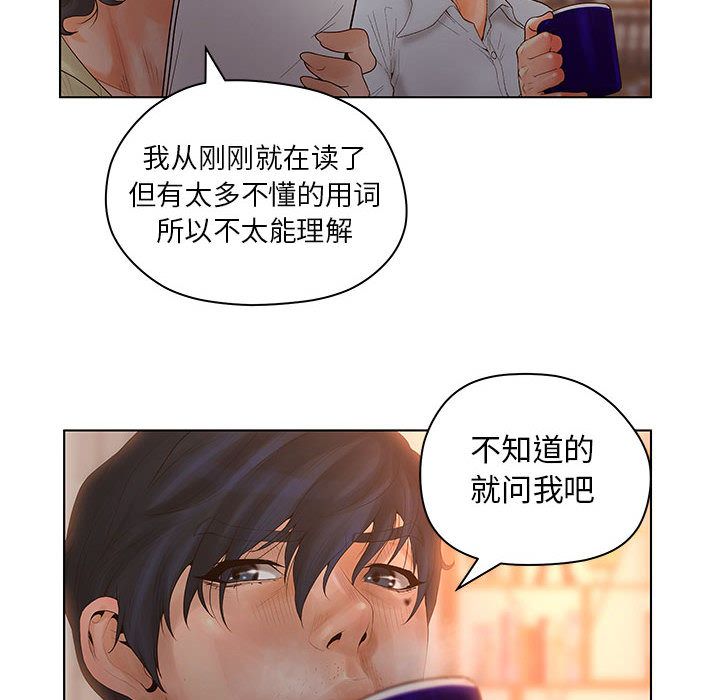 我从刚刚就在读了
但有太多不懂的用词
所以不太能理解
不知道的
就问我吧